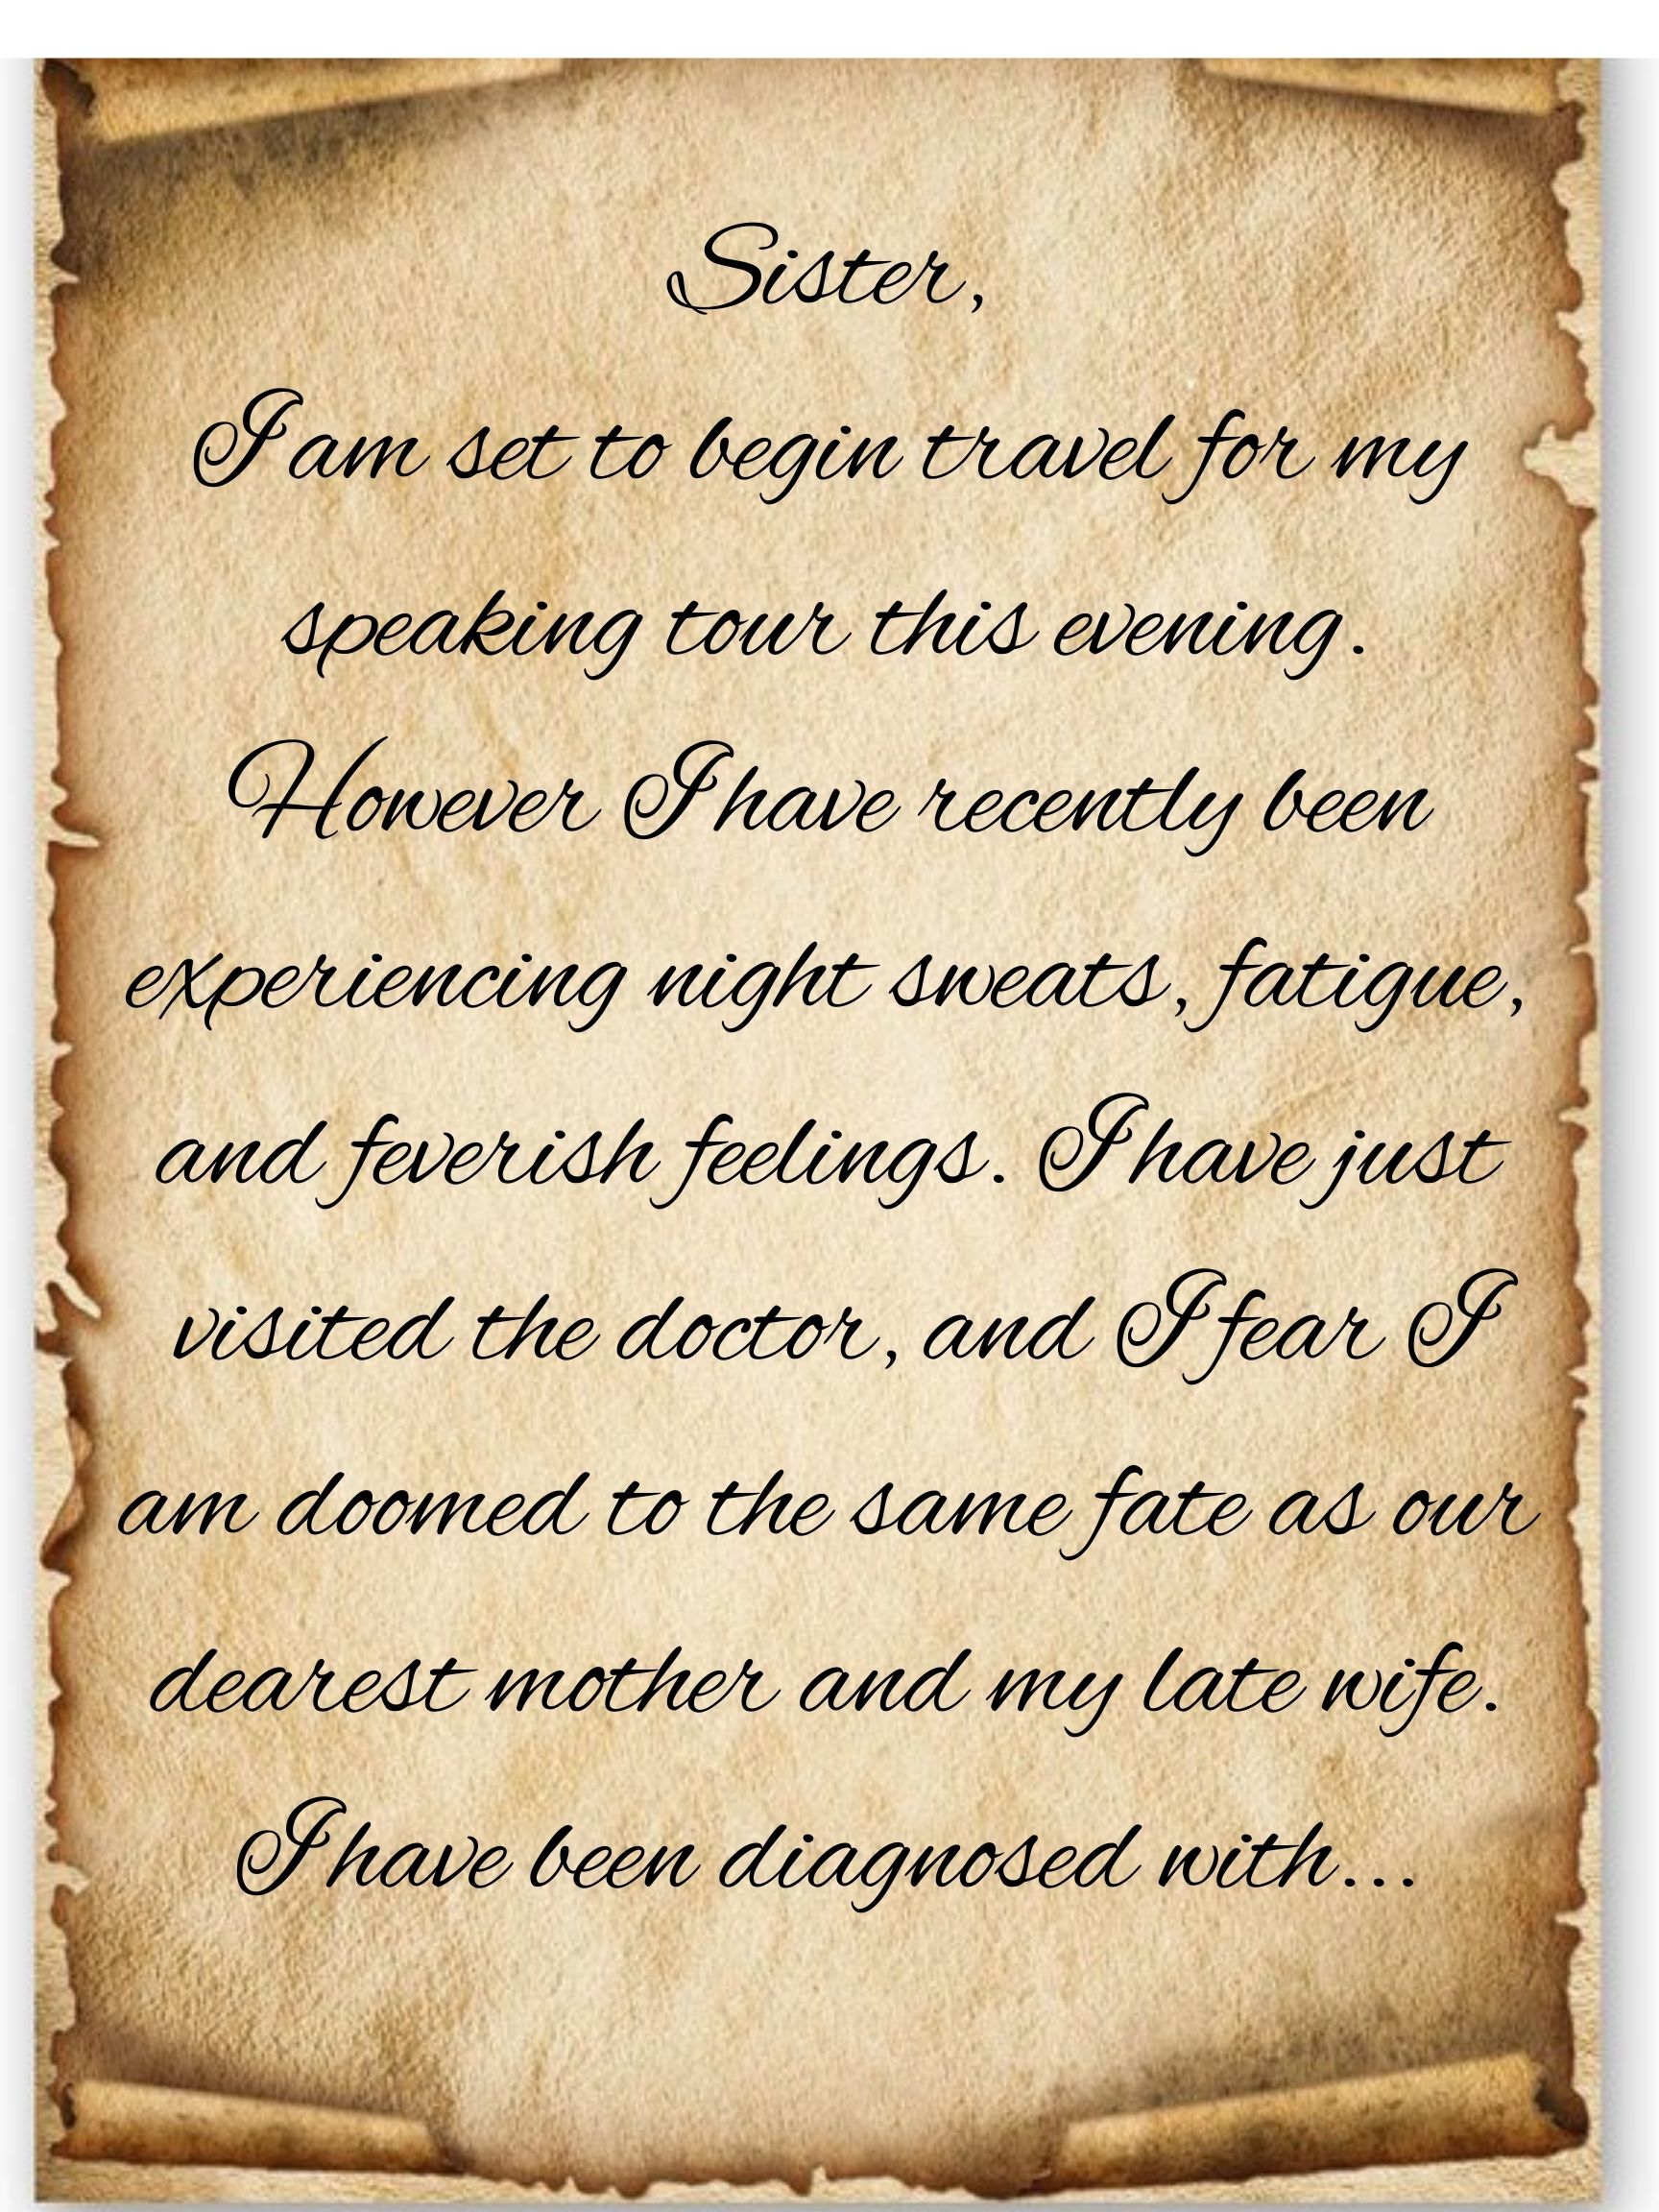 Sister,
I am set to begin travel for my
speaking tour this evening.
However I have recently been
experiencing night sweats, fatigue,
and feverish feelings. I have just
visited the doctor, and I fear I
am doomed to the same fate as our
dearest mother and my late wife.
I have been diagnosed with...